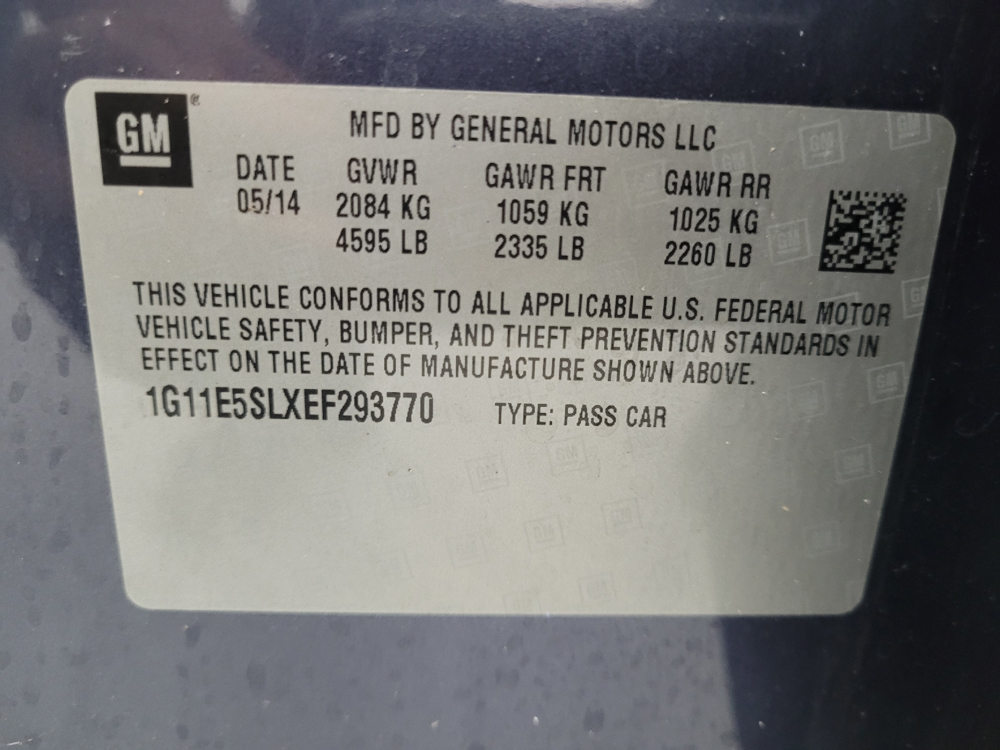 GM®
MFD BY GENERAL MOTORS LLC
DATE GVWR GAWR FRT GAWR RR
05/14 2084 KG 1059 KG 1025 KG
4595 LB 2335 LB 2260 LB
THIS VEHICLE CONFORMS TO ALL APPLICABLE U.S. FEDERAL MOTOR
VEHICLE SAFETY, BUMPER, AND THEFT PREVENTION STANDARDS IN
EFFECT ON THE DATE OF MANUFACTURE SHOWN ABOVE.
1G11E5SLXEF293770 TYPE: PASS CAR